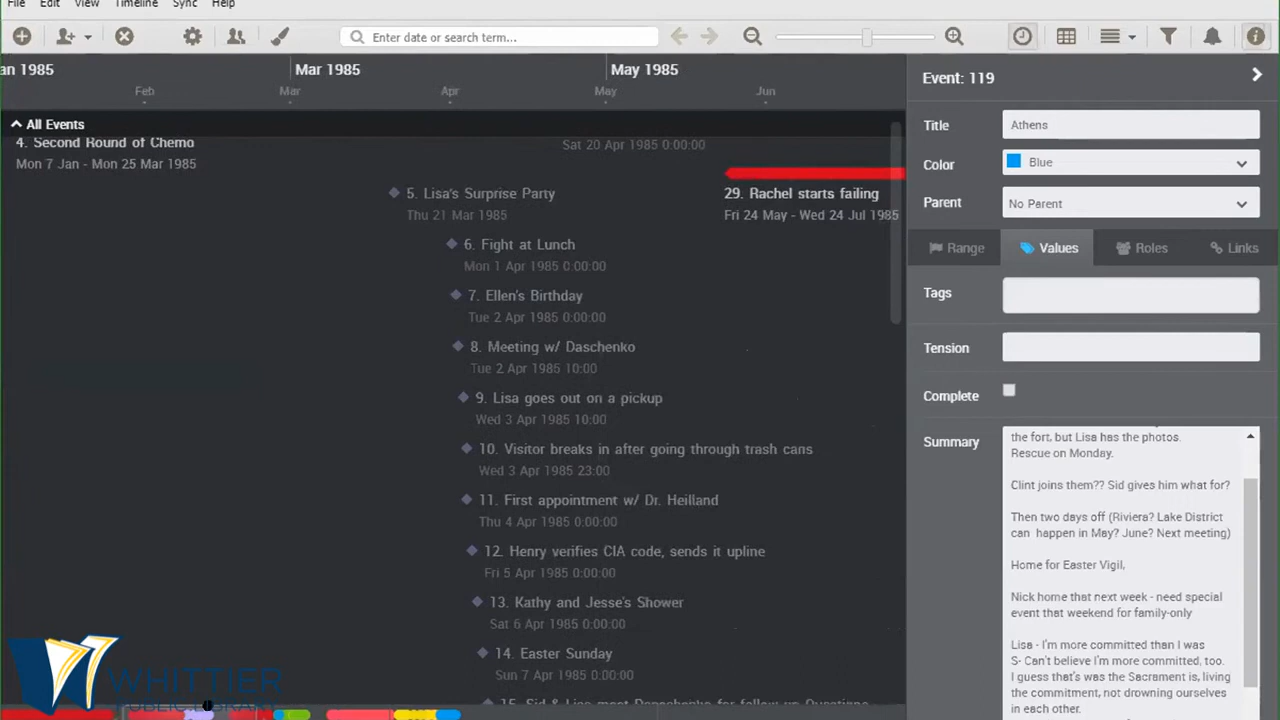 File Edit View Timeline Sync Help
Enter date or search term...
an 1985 Mar 1985 May 1985
Feb Mar Apr May Jun
All Events
4. Second Round of Chemo
Mon 7 Jan - Mon 25 Mar 1985
Sat 20 Apr 1985 0:00:00
5. Lisa's Surprise Party
Thu 21 Mar 1985
29. Rachel starts failing
Fri 24 May - Wed 24 Jul 1985
6. Fight at Lunch
Mon 1 Apr 1985 0:00:00
7. Ellen's Birthday
Tue 2 Apr 1985 0:00:00
8. Meeting w/ Daschenko
Tue 2 Apr 1985 10:00
9. Lisa goes out on a pickup
Wed 3 Apr 1985 10:00
10. Visitor breaks in after going through trash cans
Wed 3 Apr 1985 23:00
11. First appointment w/ Dr. Heilland
Thu 4 Apr 1985 0:00:00
12. Henry verifies CIA code, sends it upline
Fri 5 Apr 1985 0:00:00
13. Kathy and Jesse's Shower
Sat 6 Apr 1985 0:00:00
14. Easter Sunday
Sun 7 Apr 1985 0:00:00
15. Sid & Lisa meet Daschenko for follow up Questions
WHITTIER
PUBLIC LIBRARY
Event: 119
Title Athens
Color Blue
Parent No Parent
Range Values Roles Links
Tags
Tension
Complete
Summary
the fort, but Lisa has the photos.
Rescue on Monday.
Clint joins them?? Sid gives him what for?
Then two days off (Riviera? Lake District
can happen in May? June? Next meeting)
Home for Easter Vigil,
Nick home that next week - need special
event that weekend for family-only
Lisa - I'm more committed than I was
S- Can't believe I'm more committed, too.
I guess that's was the Sacrament is, living
the commitment, not drowning ourselves
in each other.